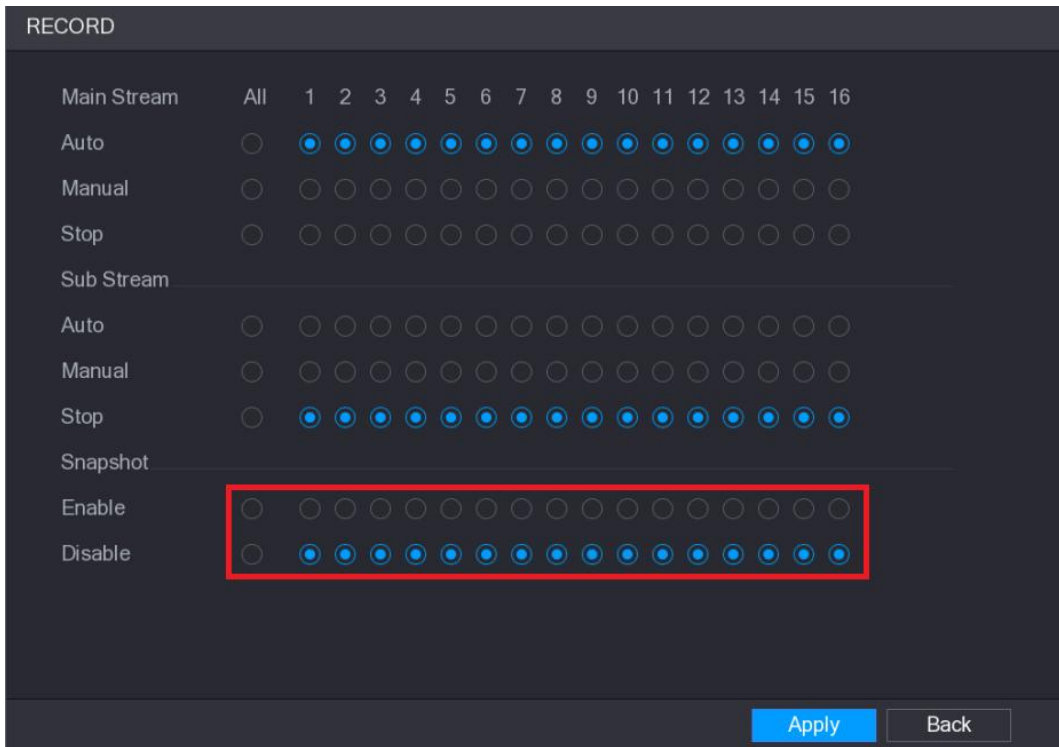 RECORD
Main Stream All 1 2 3 4 5 6 7 8 9 10 11 12 13 14 15 16
Auto
Manual
Stop
Sub Stream
Auto
Manual
Stop
Snapshot
Enable
Disable
Apply Back